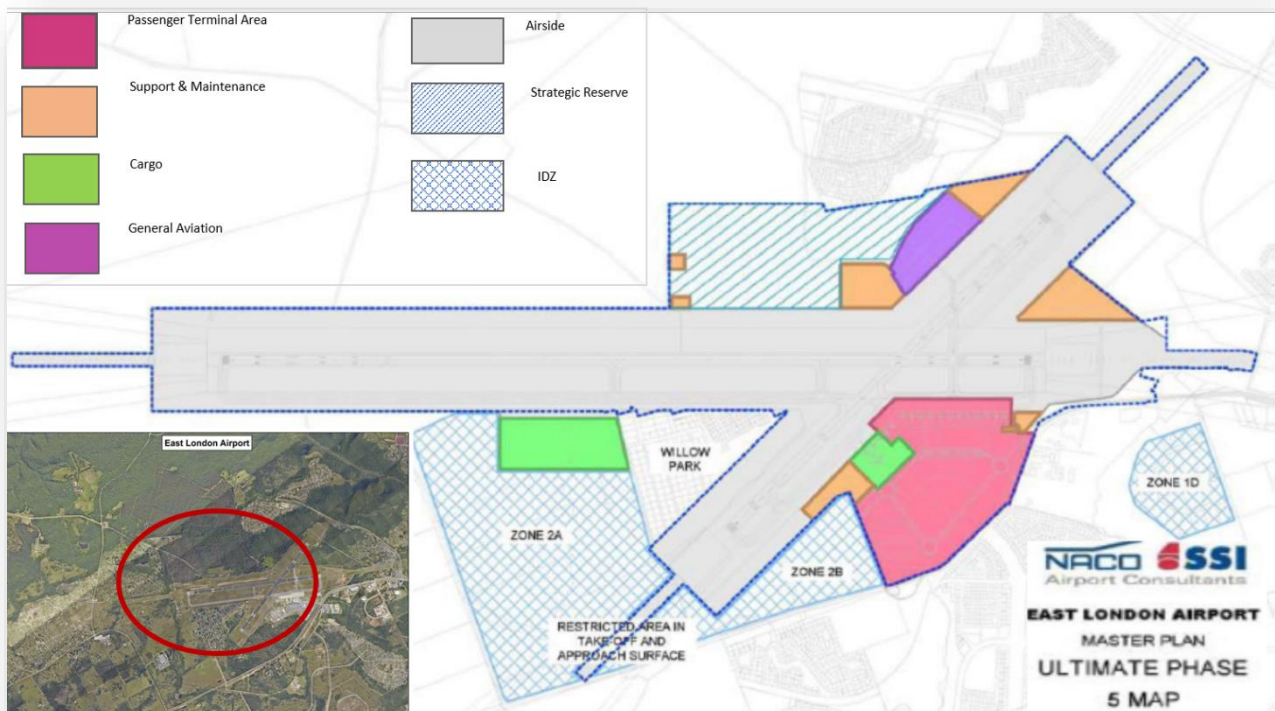 Passenger Terminal Area
Support & Maintenance
Cargo
General Aviation
Airside
Strategic Reserve
IDZ
East London Airport
WILLOW
PARK
ZONE 2A
ZONE 2B
ZONE 1D
RESTRICTED AREA IN
TAKE-OFF AND
APPROACH SURFACE
NACO SSI
Airport Consultants
EAST LONDON AIRPORT
MASTER PLAN
ULTIMATE PHASE
5 MAP